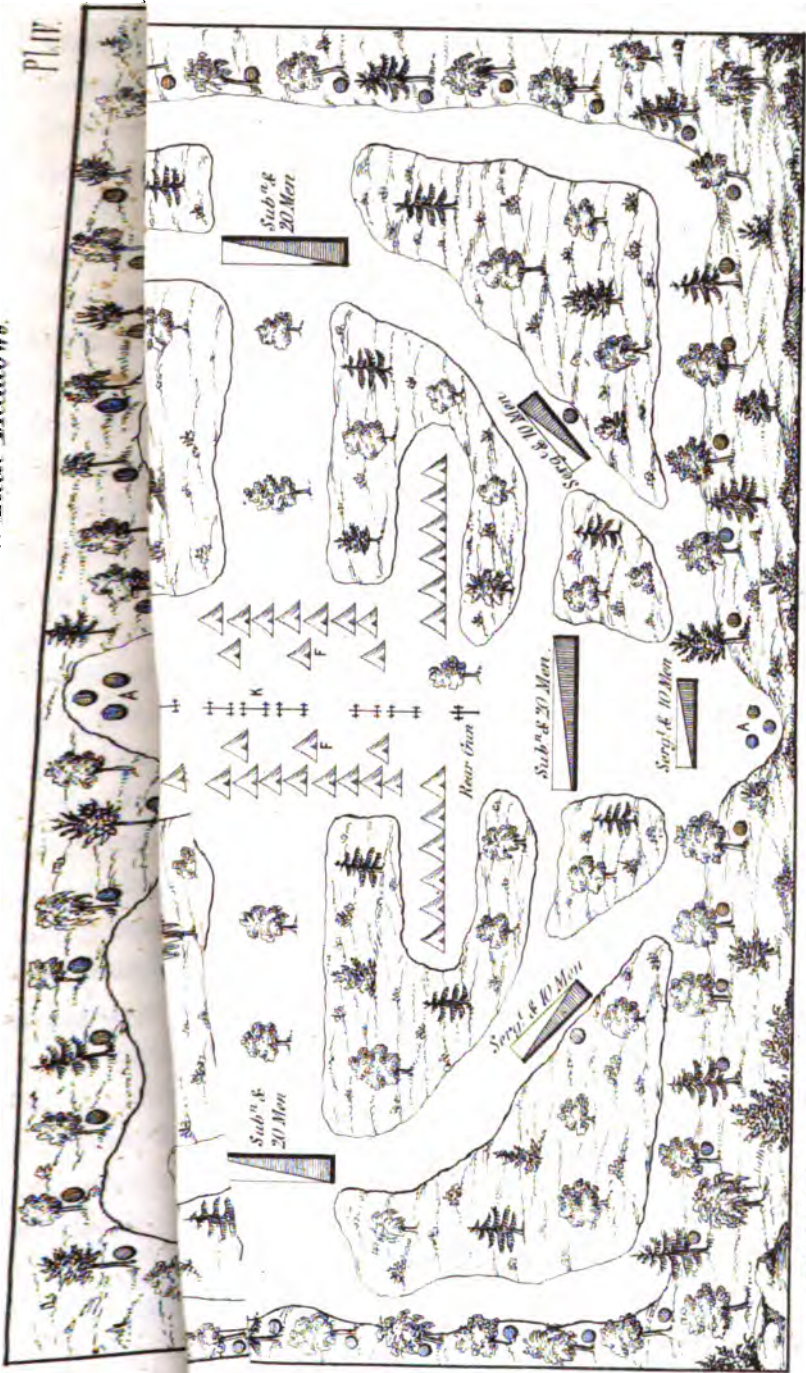 Pl.IV.
Sub.n &
20 Men
A
K
F
F
Rear Gun
Serg.t & 10 Men
Sub.n & 20 Men
Serg.t & 10 Men
A
Serg.t & 10 Men
Sub.n &
20 Men